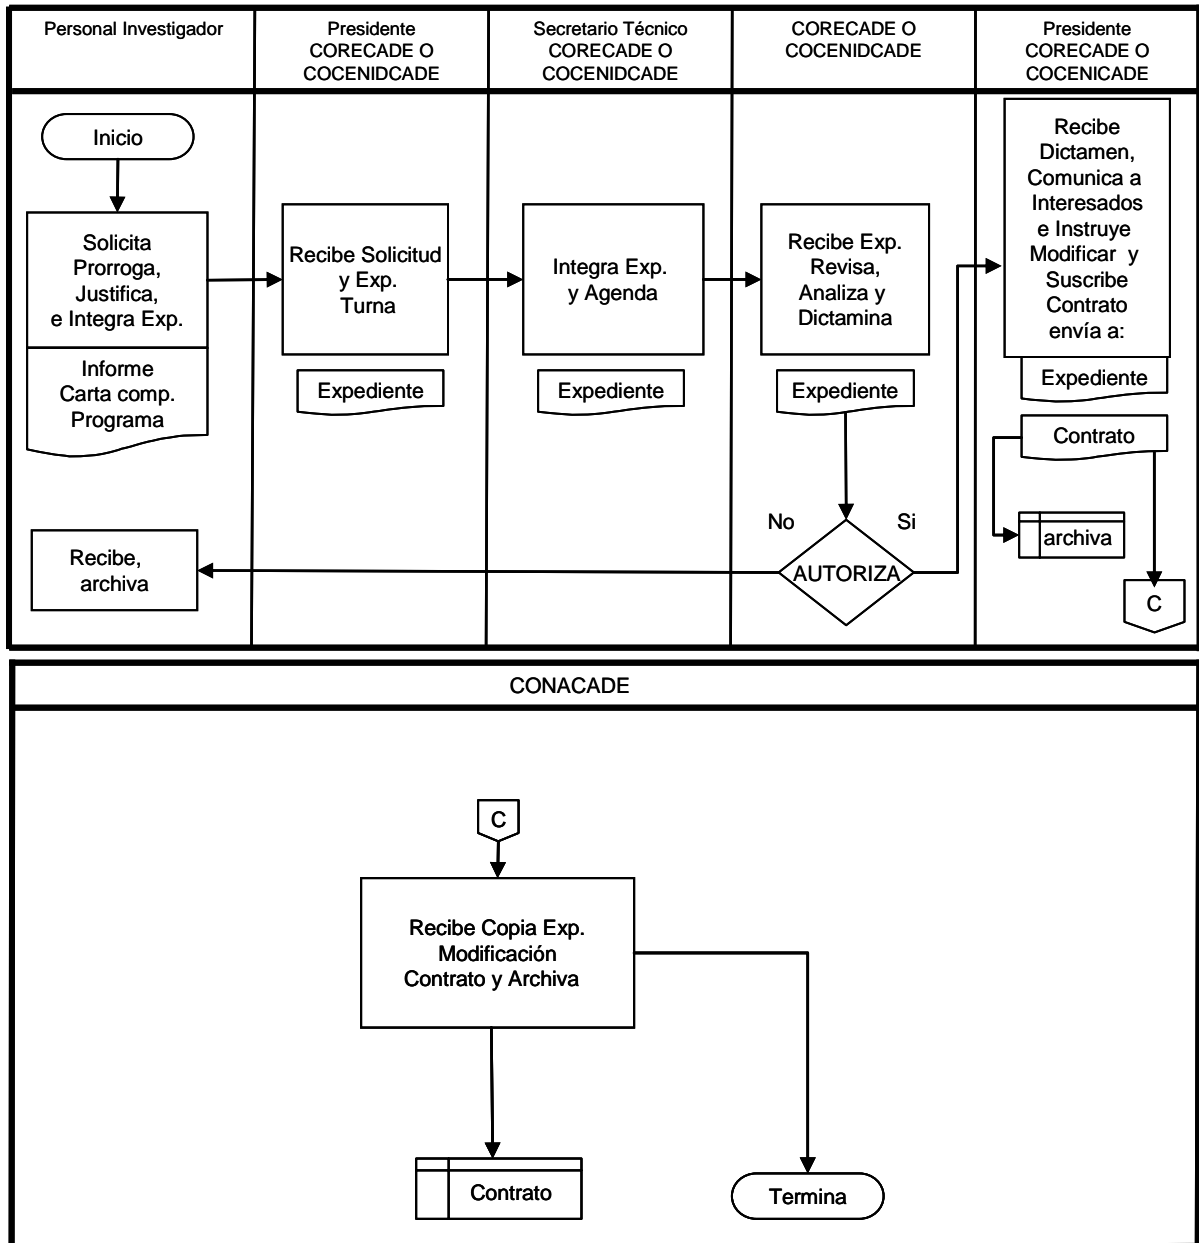 Personal Investigador
Presidente
CORECADE O
COCENIDCADE
Secretario Técnico
CORECADE O
COCENIDCADE
CORECADE O
COCENIDCADE
Presidente
CORECADE O
COCENICADE
Inicio
Solicita
Prorroga,
Justifica,
e Integra Exp.
Informe
Carta comp.
Programa
Recibe Solicitud
y Exp.
Turna
Expediente
Integra Exp.
y Agenda
Expediente
Recibe Exp.
Revisa,
Analiza y
Dictamina
Expediente
Recibe
Dictamen,
Comunica a
Interesados
e Instruye
Modificar y
Suscribe
Contrato
envía a:
Expediente
Contrato
No
Si
AUTORIZA
archiva
C
Recibe,
archiva
CONACADE
C
Recibe Copia Exp.
Modificación
Contrato y Archiva
Contrato
Termina